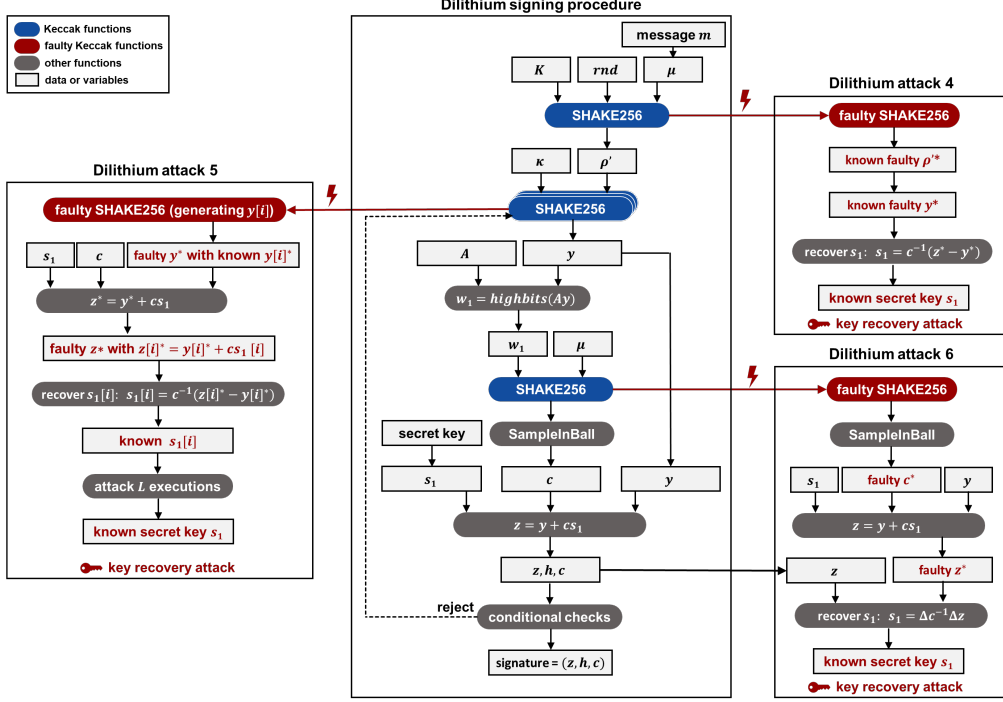 Keccak functions
faulty Keccak functions
other functions
data or variables
Dilithium signing procedure
message m
K
rnd
μ
SHAKE256
κ
ρ′
SHAKE256
A
y
w₁ = highbits(Ay)
w₁
μ
SHAKE256
secret key
SampleInBall
s₁
c
y
z = y + cs₁
z, h, c
reject
conditional checks
signature = (z, h, c)
Dilithium attack 5
faulty SHAKE256 (generating y[i])
s₁
c
faulty y* with known y[i]*
z* = y* + cs₁
faulty z* with z[i]* = y[i]* + cs₁ [i]
recover s₁[i]: s₁[i] = c⁻¹(z[i]* − y[i]*)
known s₁[i]
attack L executions
known secret key s₁
key recovery attack
Dilithium attack 4
faulty SHAKE256
known faulty ρ′*
known faulty y*
recover s₁: s₁ = c⁻¹(z* − y*)
known secret key s₁
key recovery attack
Dilithium attack 6
faulty SHAKE256
SampleInBall
s₁
faulty c*
y
z = y + cs₁
z
faulty z*
recover s₁: s₁ = Δc⁻¹Δz
known secret key s₁
key recovery attack